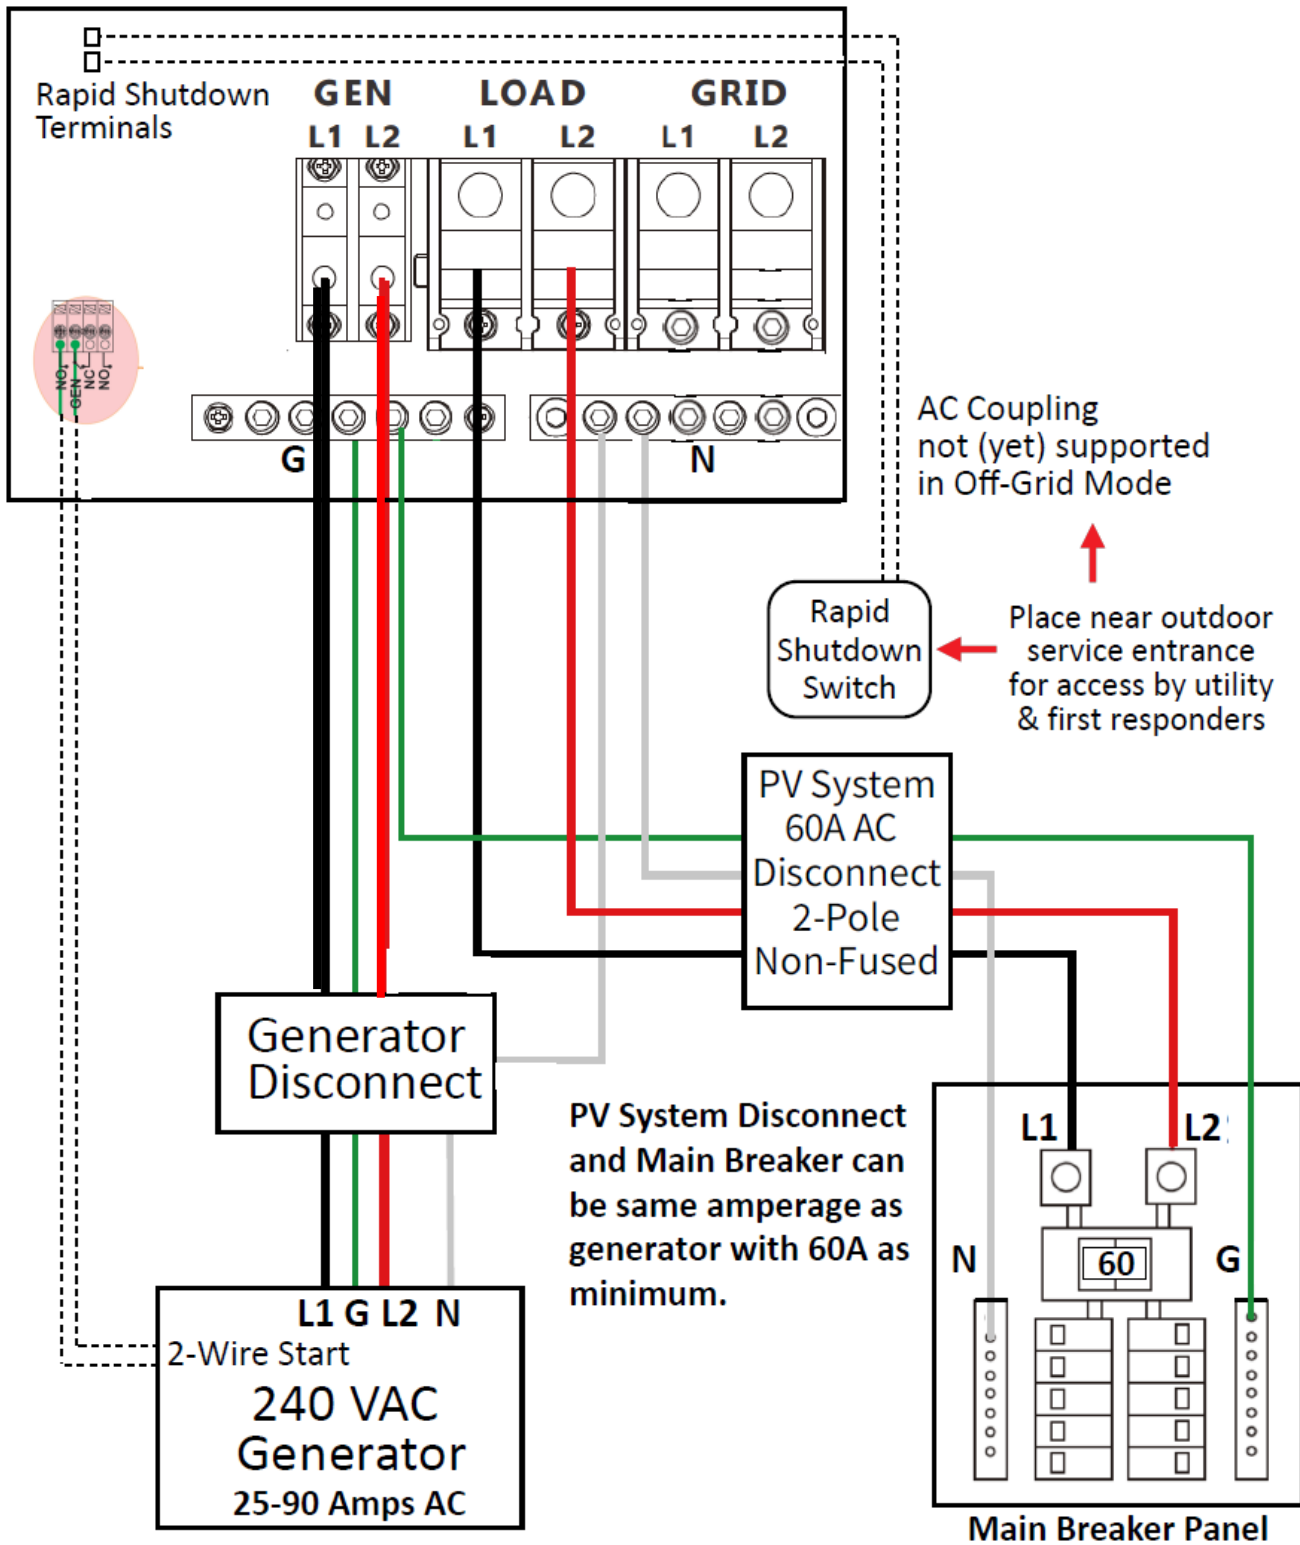 Rapid Shutdown
Terminals
GEN LOAD GRID
L1 L2 L1 L2 L1 L2
NO
GEN
NC
NO
G
N
AC Coupling
not (yet) supported
in Off-Grid Mode
Rapid
Shutdown
Switch
Place near outdoor
service entrance
for access by utility
& first responders
PV System
60A AC
Disconnect
2-Pole
Non-Fused
Generator
Disconnect
PV System Disconnect
and Main Breaker can
be same amperage as
generator with 60A as
minimum.
L1 L2
N
60
G
L1 G L2 N
2-Wire Start
240 VAC
Generator
25-90 Amps AC
Main Breaker Panel